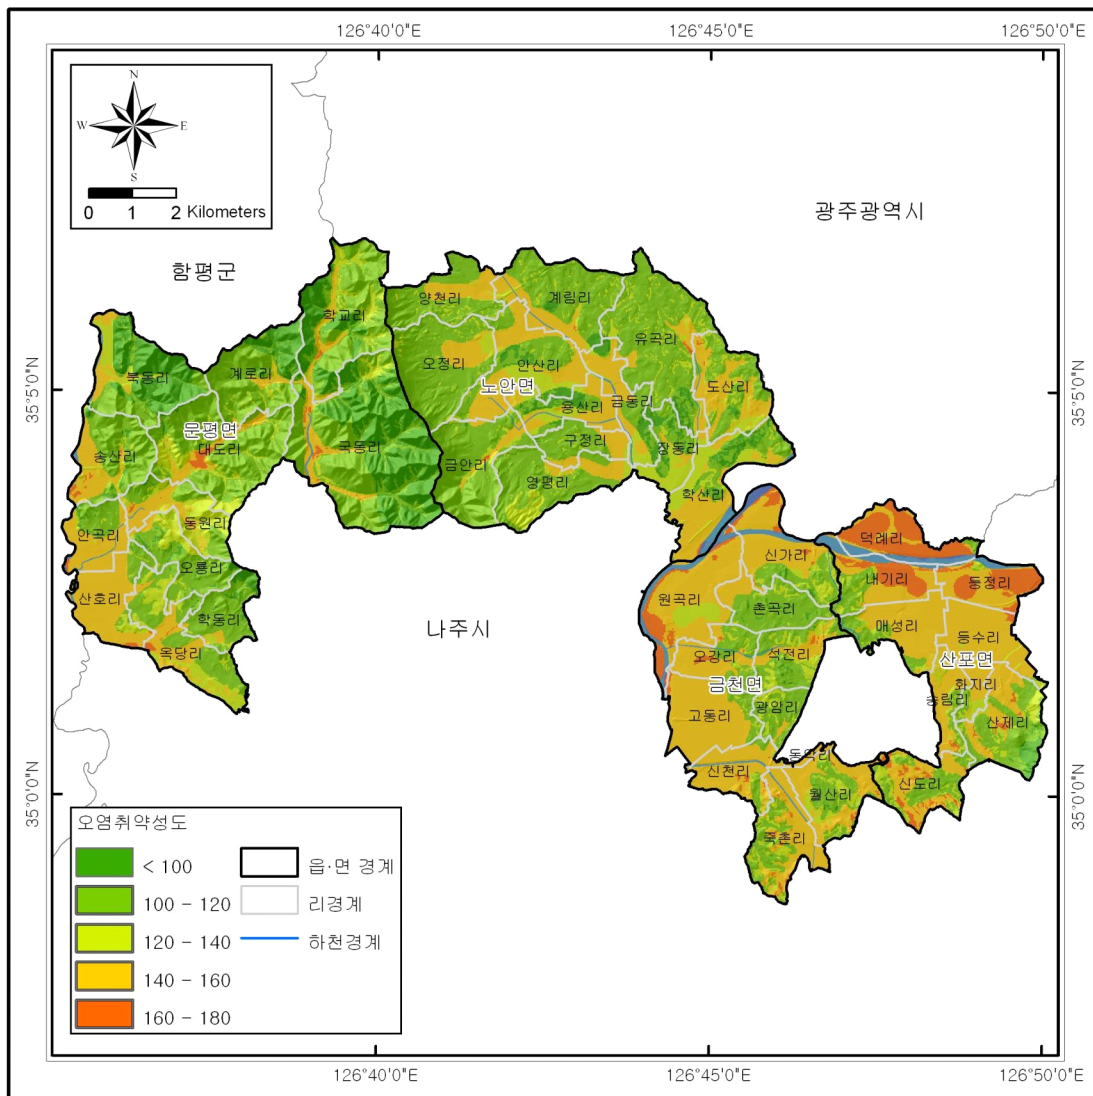 126°40'0"E
126°45'0"E
126°50'0"E
N
W
E
S
0 1 2 Kilometers
광주광역시
함평군
학교리
양천리
계림리
유곡리
북동리
계로리
오정리
안산리
노안면
도산리
용산리
금동리
문평면
대도리
국동리
구정리
장동리
송산리
금안리
영평리
학산리
안곡리
동원리
신가리
덕례리
오룡리
내기리
등정리
산호리
원곡리
촌곡리
학동리
매성리
등수리
나주시
옥당리
오강리
석전리
산포면
금천면
화지리
송림리
고동리
광암리
산제리
동악리
신천리
월산리
신도리
죽촌리
35°5'0"N
35°5'0"N
35°0'0"N
35°0'0"N
오염취약성도
< 100
100 - 120
120 - 140
140 - 160
160 - 180
읍·면 경계
리경계
하천경계
126°40'0"E
126°45'0"E
126°50'0"E